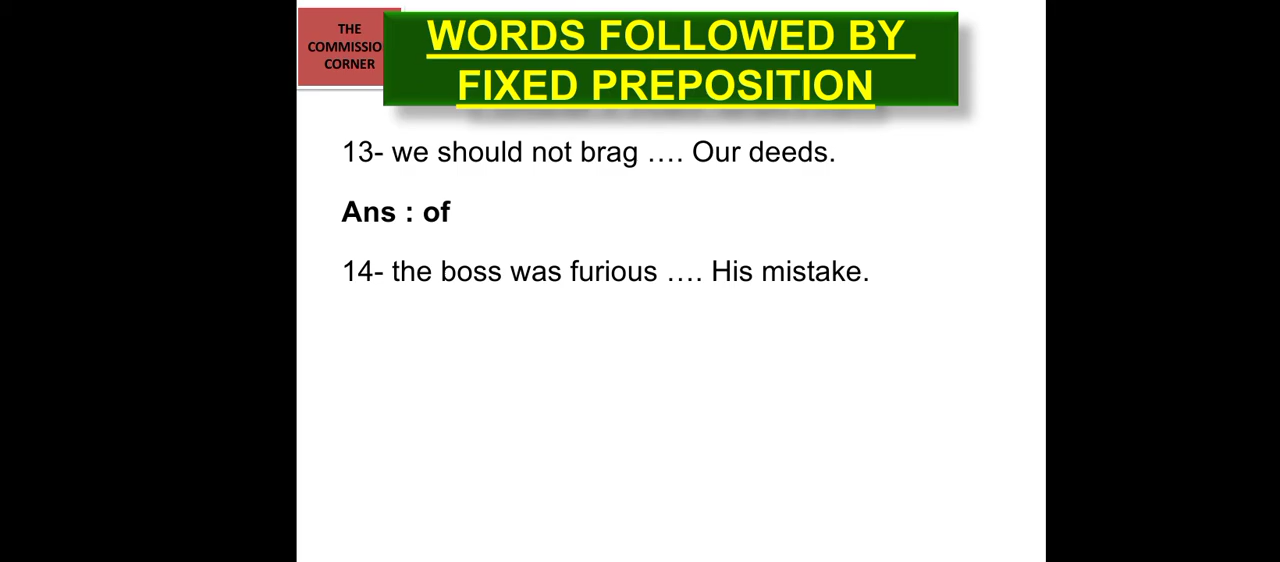 THE
COMMISSIO
CORNER
WORDS FOLLOWED BY
FIXED PREPOSITION
13- we should not brag .... Our deeds.
Ans : of
14- the boss was furious .... His mistake.